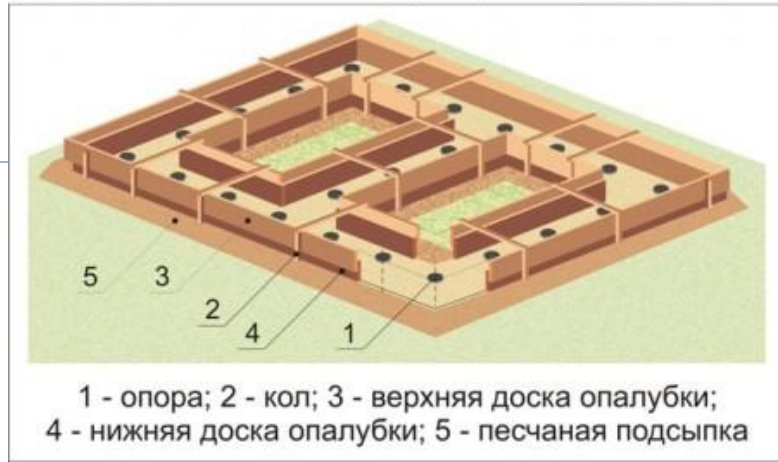 5
3
2
4
1
1 - опора; 2 - кол; 3 - верхняя доска опалубки;
4 - нижняя доска опалубки; 5 - песчаная подсыпка